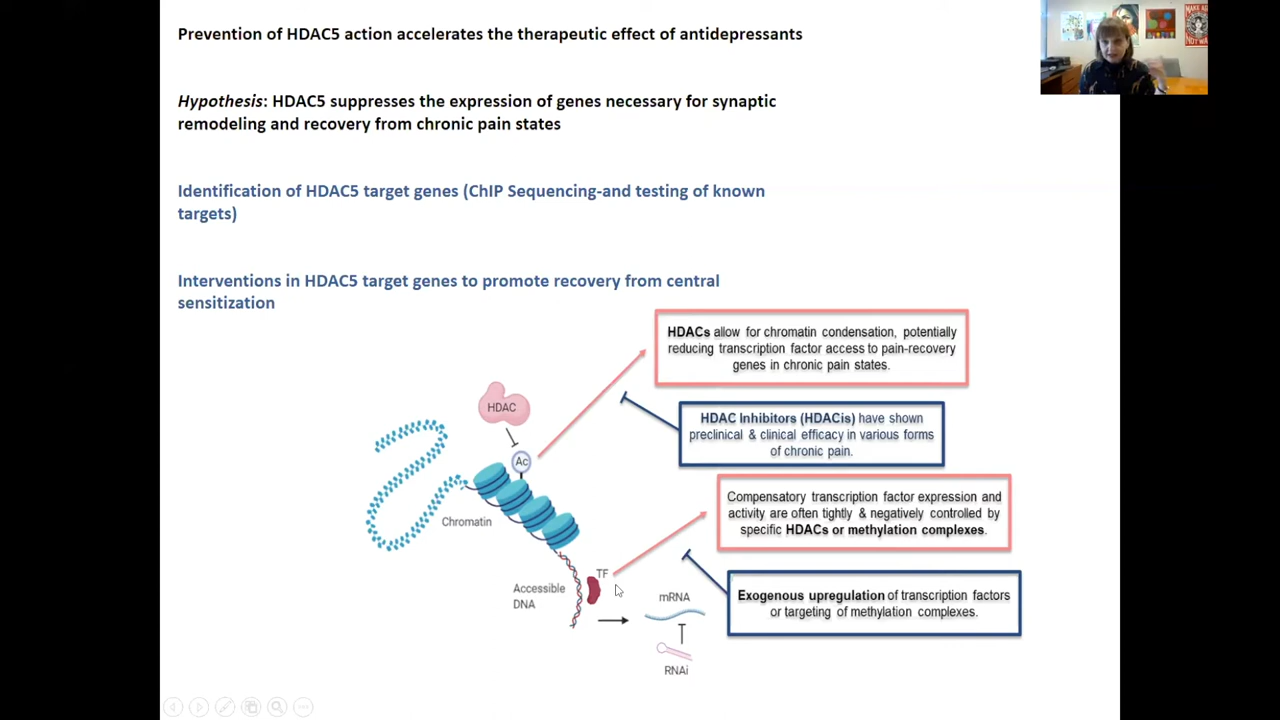 Prevention of HDAC5 action accelerates the therapeutic effect of antidepressants
Hypothesis: HDAC5 suppresses the expression of genes necessary for synaptic
remodeling and recovery from chronic pain states
Identification of HDAC5 target genes (ChIP Sequencing-and testing of known
targets)
Interventions in HDAC5 target genes to promote recovery from central
sensitization
HDACs allow for chromatin condensation, potentially
reducing transcription factor access to pain-recovery
genes in chronic pain states.
HDAC
HDAC Inhibitors (HDACis) have shown
preclinical & clinical efficacy in various forms
of chronic pain.
Ac
Chromatin
Compensatory transcription factor expression and
activity are often tightly & negatively controlled by
specific HDACs or methylation complexes.
TF
Accessible
DNA
mRNA
Exogenous upregulation of transcription factors
or targeting of methylation complexes.
RNAi